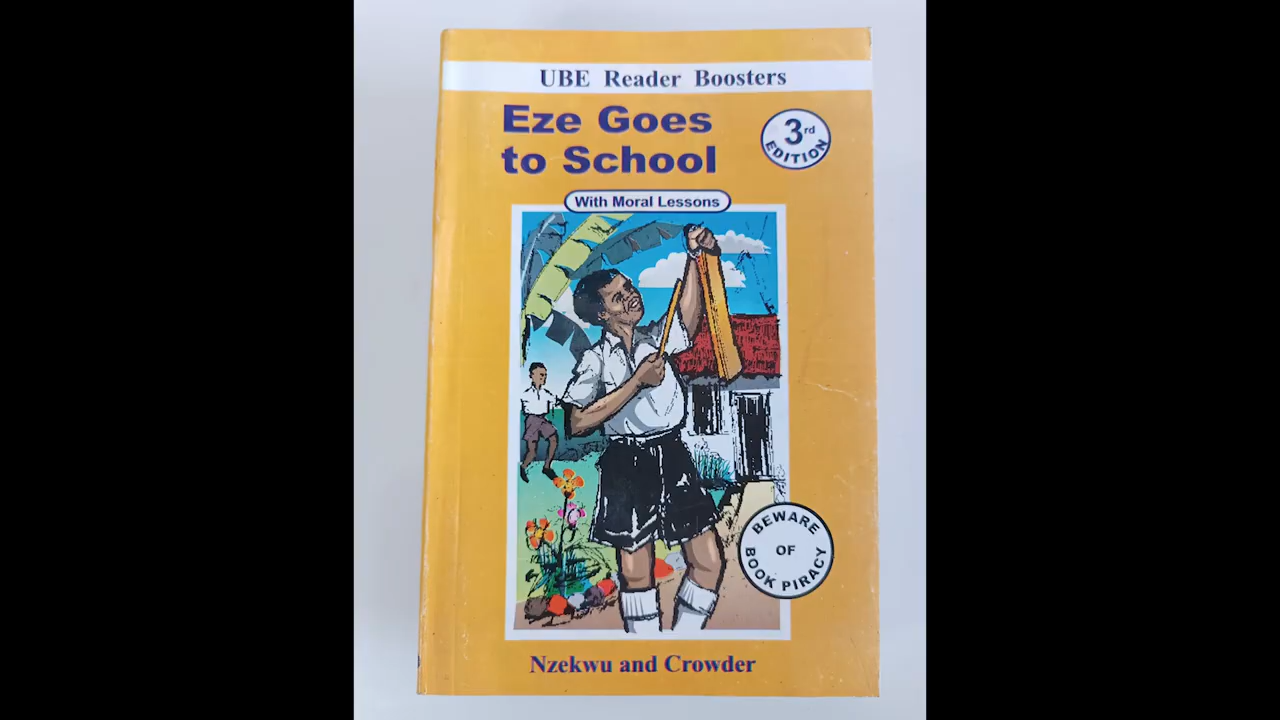 UBE Reader Boosters
Eze Goes
to School
3rd
EDITION
With Moral Lessons
BEWARE
OF
BOOK PIRACY
Nzekwu and Crowder